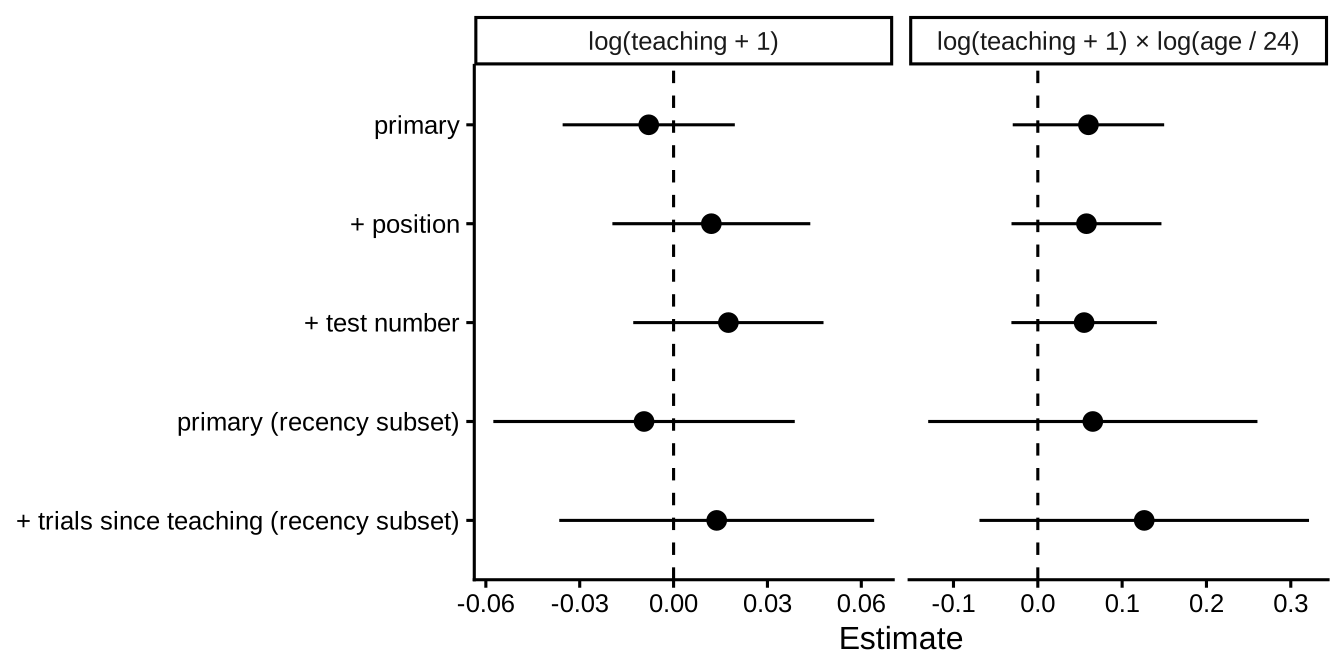 log(teaching + 1)
log(teaching + 1) × log(age / 24)
primary
+ position
+ test number
primary (recency subset)
+ trials since teaching (recency subset)
-0.06 -0.03 0.00 0.03 0.06
-0.1 0.0 0.1 0.2 0.3
Estimate